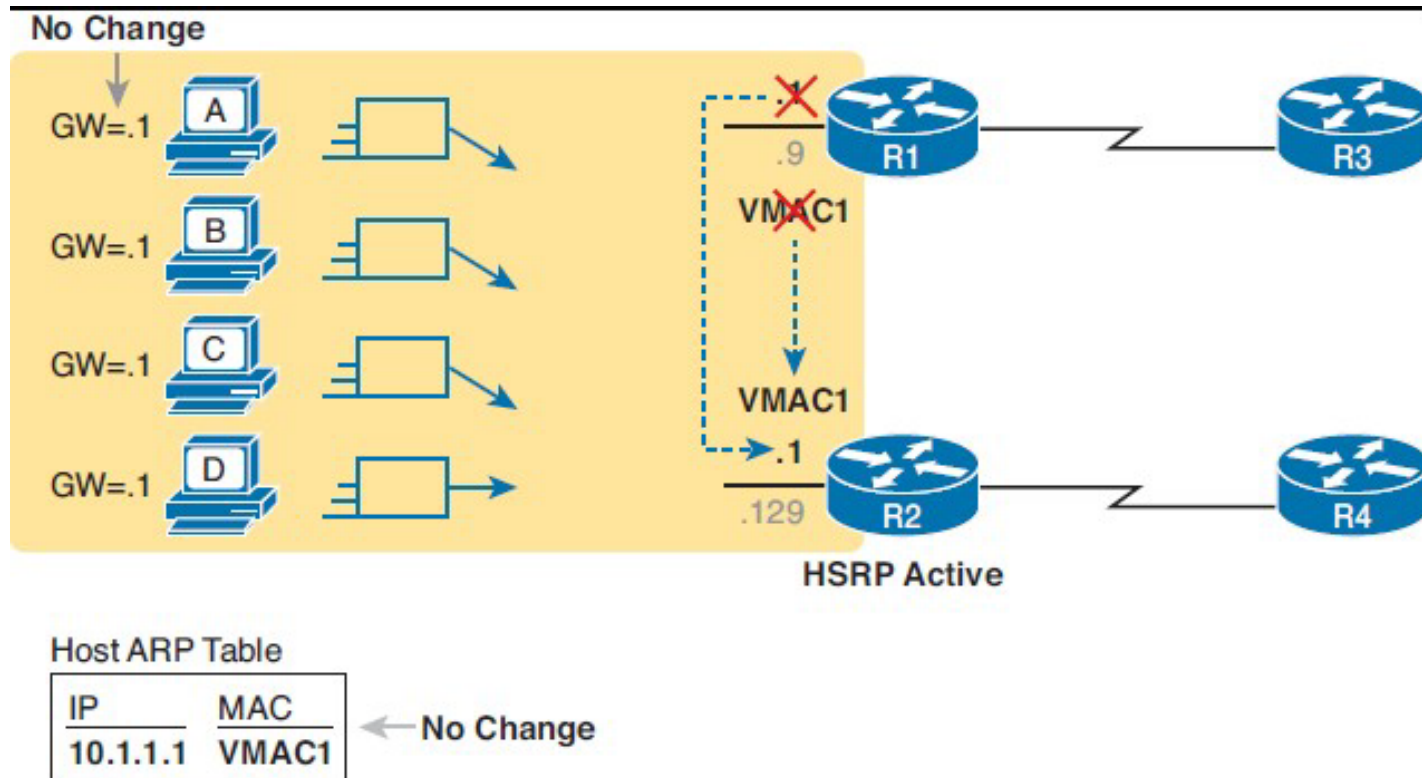 No Change
GW=.1
A
.1
.9
R1
R3
VMAC1
GW=.1
B
GW=.1
C
VMAC1
.1
GW=.1
D
.129
R2
R4
HSRP Active
Host ARP Table
IP MAC
10.1.1.1 VMAC1
No Change